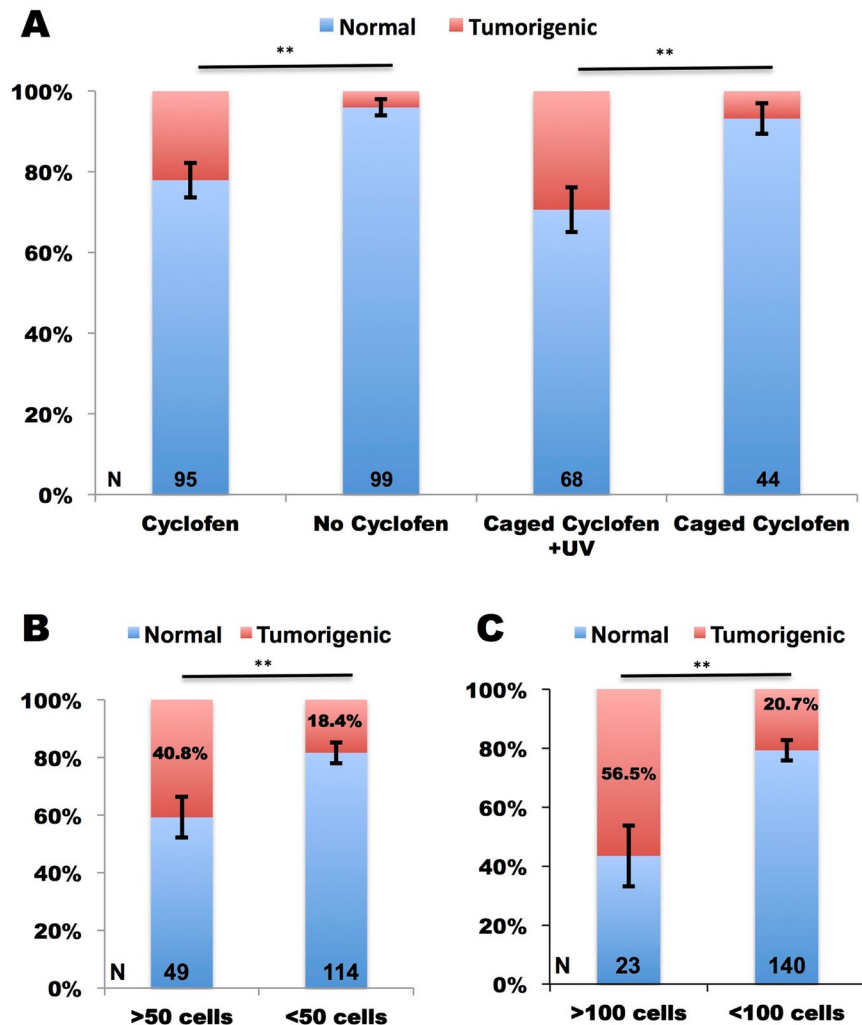 A
Normal Tumorigenic
** **
100%
80%
60%
40%
20%
0%
N 95 99 68 44
Cyclofen No Cyclofen Caged Cyclofen +UV Caged Cyclofen
B
Normal Tumorigenic
**
100%
80%
60%
40%
20%
0%
40.8% 18.4%
N 49 114
>50 cells <50 cells
C
Normal Tumorigenic
**
100%
80%
60%
40%
20%
0%
56.5% 20.7%
N 23 140
>100 cells <100 cells